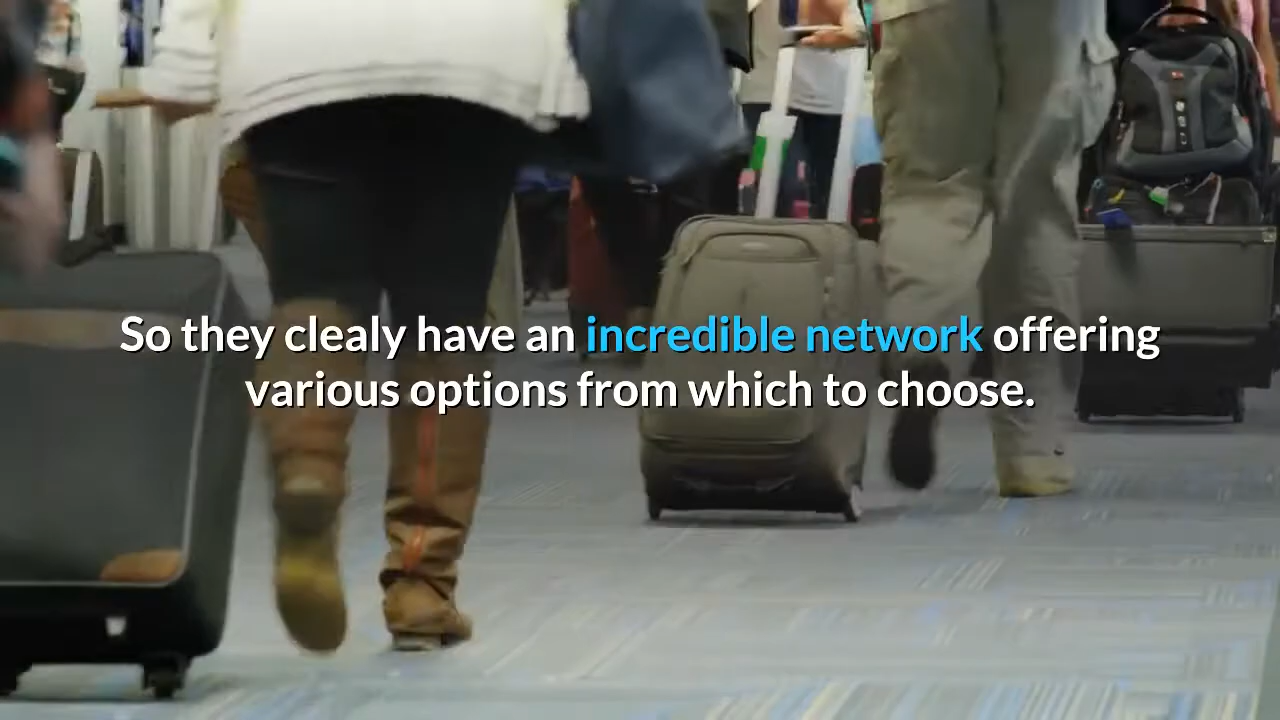 So they clealy have an incredible network offering
various options from which to choose.